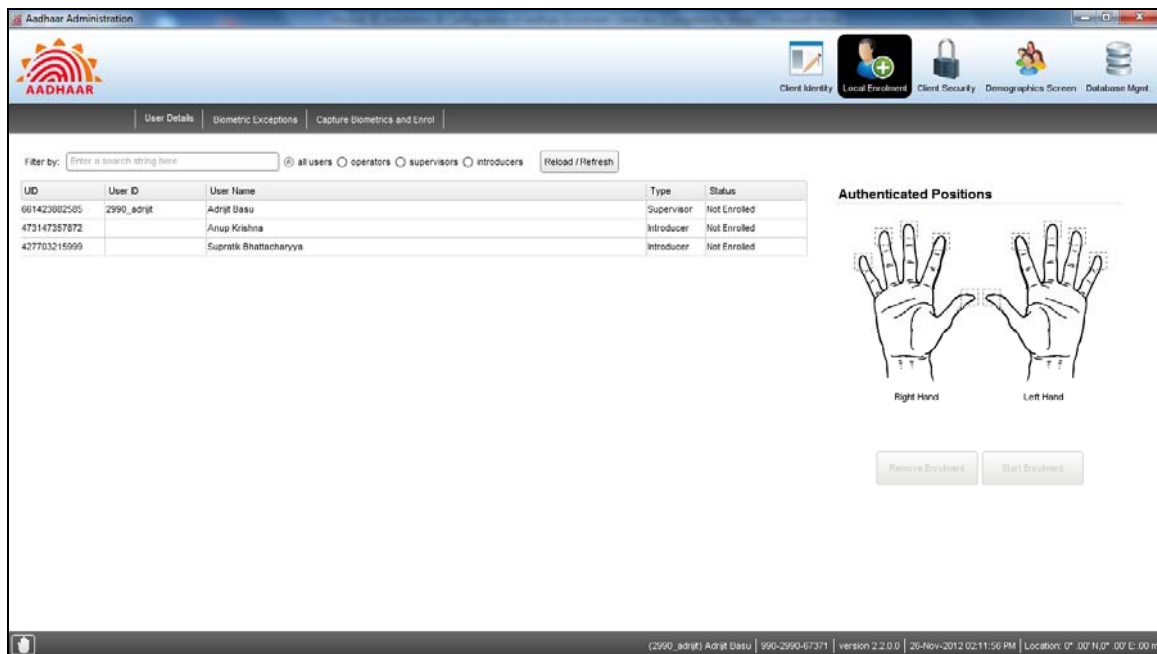 Aadhaar Administration
AADHAAR
Client Identity Local Enrolment Client Security Demographics Screen Database Mgmt.
User Details Biometric Exceptions Capture Biometrics and Enrol
Filter by: Enter a search string here all users operators supervisors introducers Reload / Refresh
UID User ID User Name Type Status
661423882585 2990_adrijt Adrijt Basu Supervisor Not Enrolled
473147357872 Anup Krishna Introducer Not Enrolled
427703215999 Supratik Bhattacharyya Introducer Not Enrolled
Authenticated Positions
Right Hand Left Hand
Remove Enrolment Start Enrolment
(2990_adrijt) Adrijt Basu 990-2990-67371 version 2.2.0.0 26-Nov-2012 02:11:56 PM Location: 0° .00' N,0° .00' E:.00 m